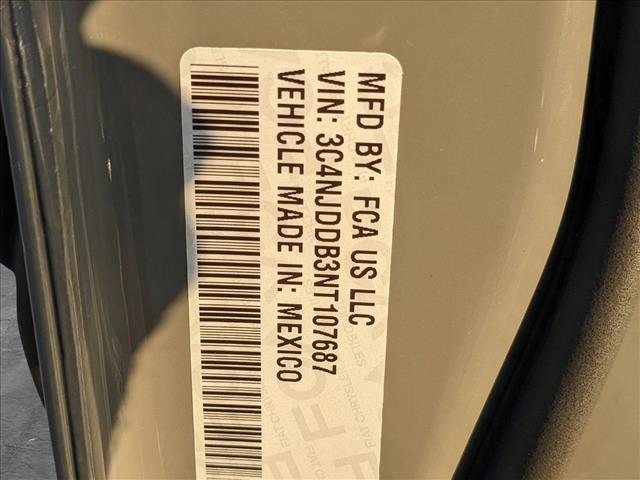 MFD BY: FCA US LLC
VIN: 3C4NJDDB3NT107687
VEHICLE MADE IN: MEXICO